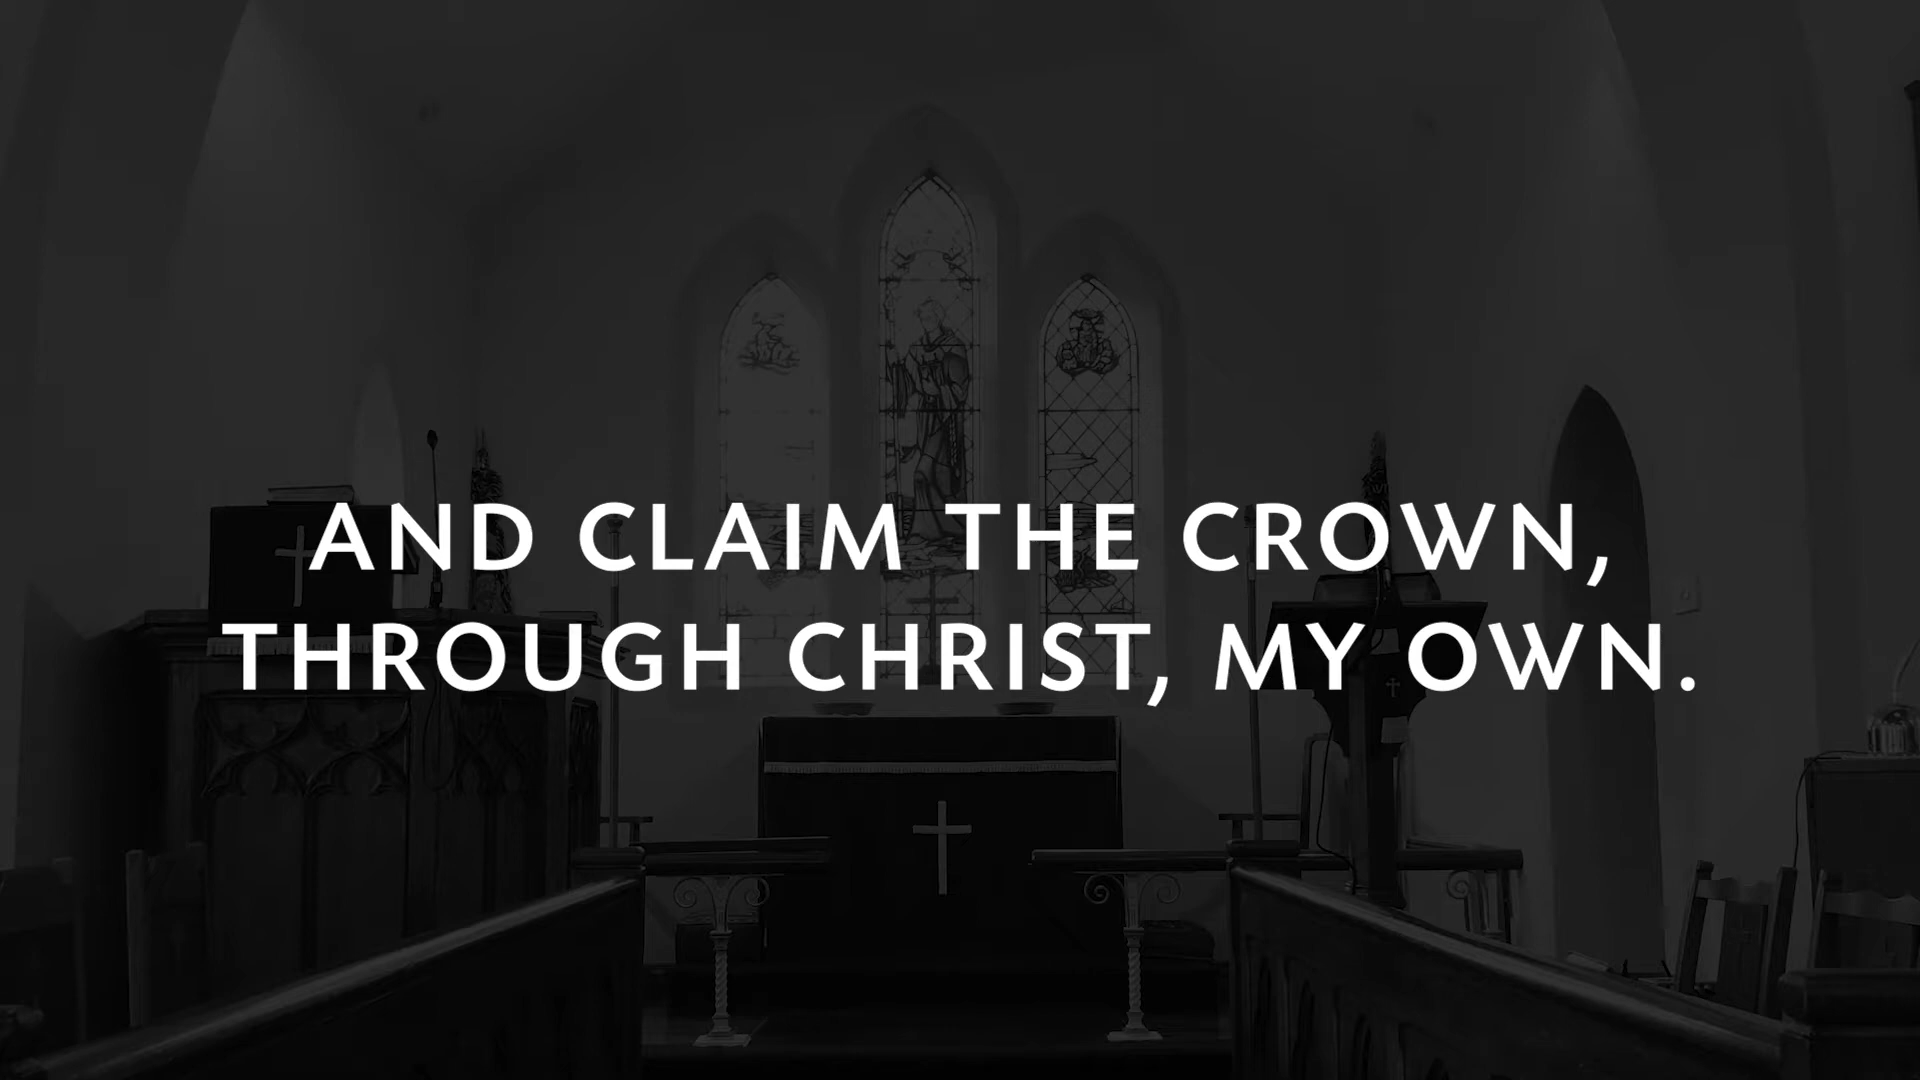 AND CLAIM THE CROWN,
THROUGH CHRIST, MY OWN.